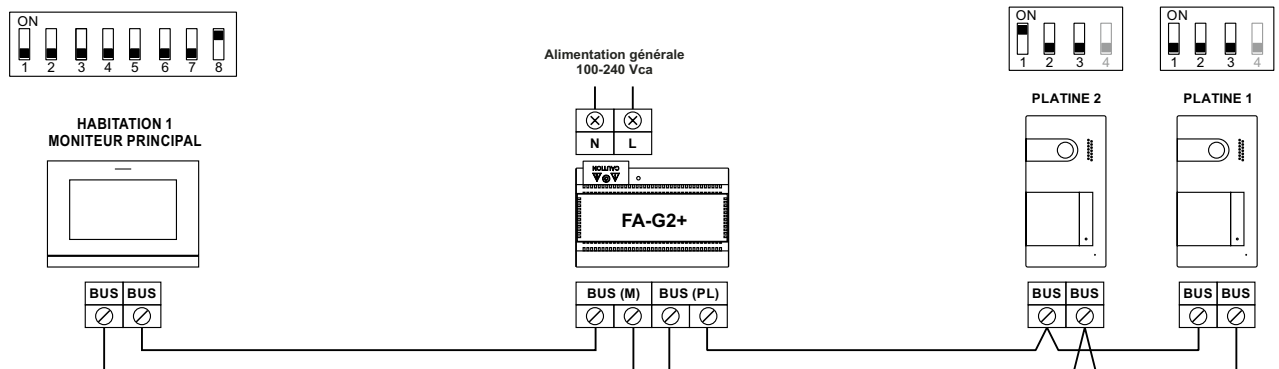 ON
1 2 3 4 5 6 7 8
HABITATION 1
MONITEUR PRINCIPAL
BUS BUS
Alimentation générale
100-240 Vca
N L
CAUTION
FA-G2+
BUS (M) BUS (PL)
ON
1 2 3 4
PLATINE 2
BUS BUS
ON
1 2 3 4
PLATINE 1
BUS BUS